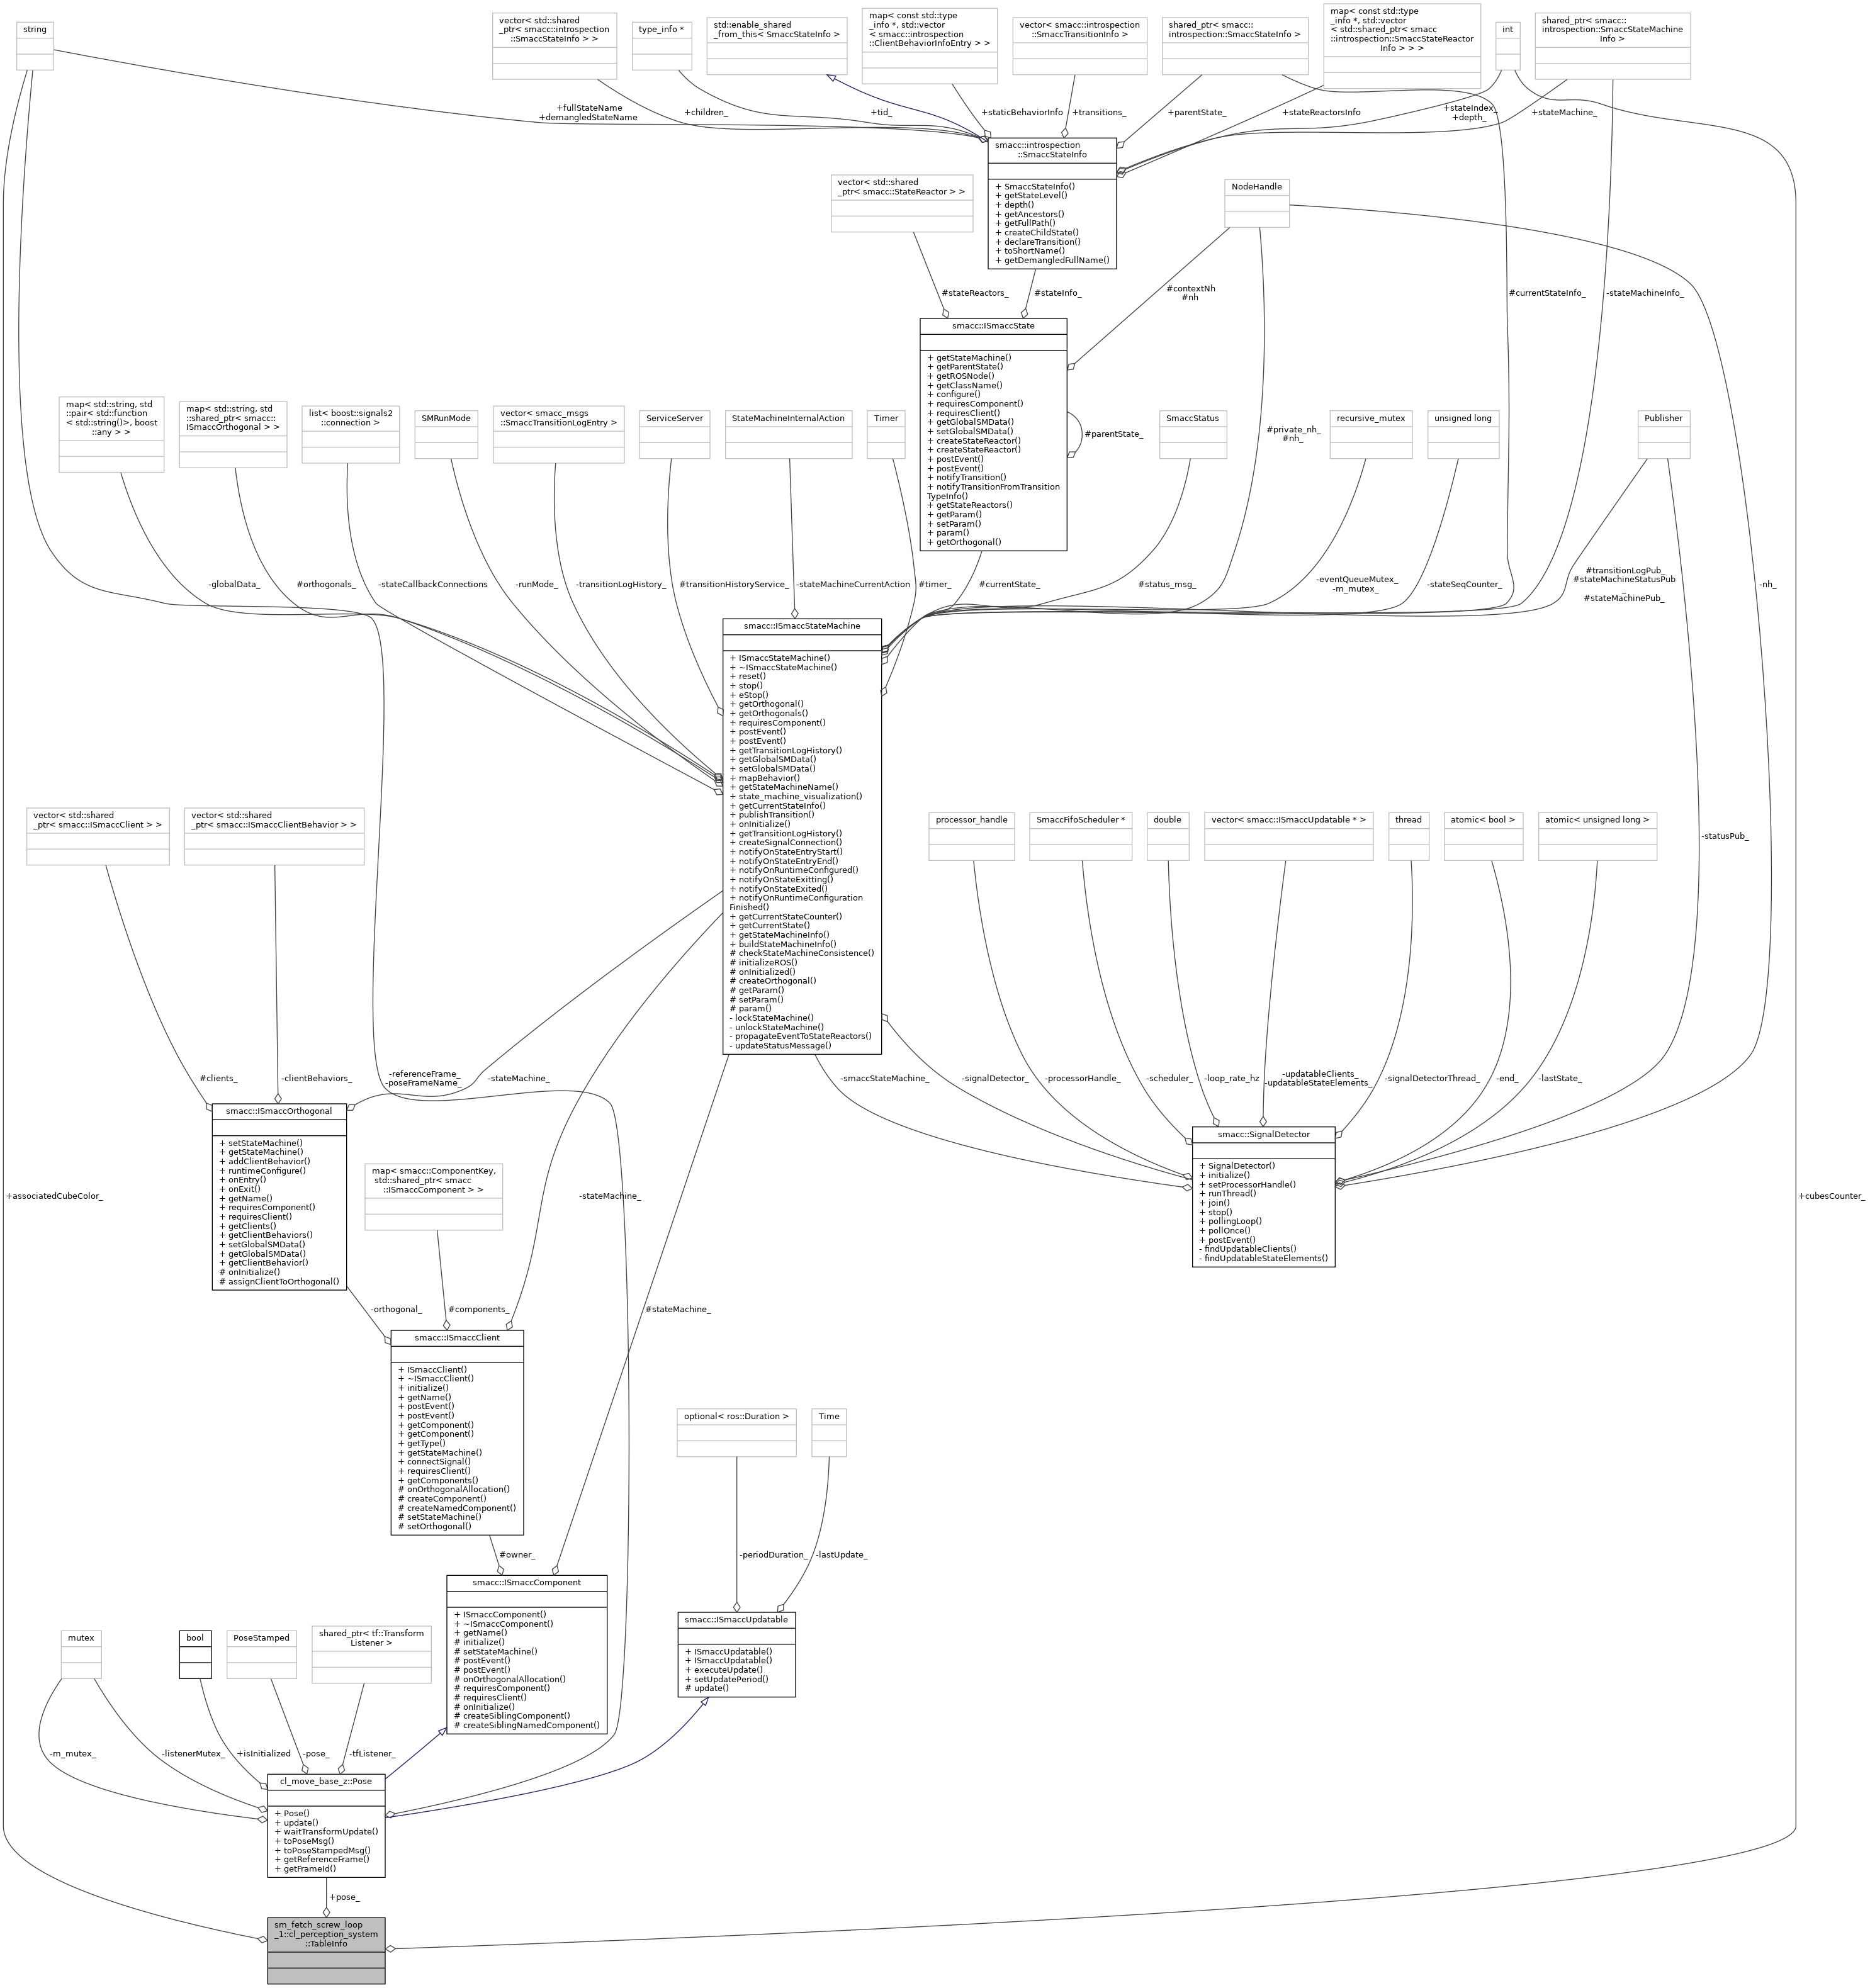 string
vector< std::shared
_ptr< smacc::introspection
::SmaccStateInfo > >
type_info *
std::enable_shared
_from_this< SmaccStateInfo >
map< const std::type
_info *, std::vector
< smacc::introspection
::ClientBehaviorInfoEntry > >
vector< smacc::introspection
::SmaccTransitionInfo >
shared_ptr< smacc::
introspection::SmaccStateInfo >
map< const std::type
_info *, std::vector
< std::shared_ptr< smacc
::introspection::SmaccStateReactor
Info > > >
int
shared_ptr< smacc::
introspection::SmaccStateMachine
Info >
+fullStateName
+demangledStateName
+children_
+tid_
+staticBehaviorInfo
+transitions_
+parentState_
+stateReactorsInfo
+stateIndex_
+depth_
+stateMachine_
smacc::introspection
::SmaccStateInfo
+ SmaccStateInfo()
+ getStateLevel()
+ depth()
+ getAncestors()
+ getFullPath()
+ createChildState()
+ declareTransition()
+ toShortName()
+ getDemangledFullName()
vector< std::shared
_ptr< smacc::StateReactor > >
NodeHandle
#stateReactors_
#stateInfo_
#contextNh
#nh
#currentStateInfo_
-stateMachineInfo_
smacc::ISmaccState
+ getStateMachine()
+ getParentState()
+ getROSNode()
+ getClassName()
+ configure()
+ requiresComponent()
+ requiresClient()
+ getGlobalSMData()
+ setGlobalSMData()
+ createStateReactor()
+ createStateReactor()
+ postEvent()
+ postEvent()
+ notifyTransition()
+ notifyTransitionFromTransition
TypeInfo()
+ getStateReactors()
+ getParam()
+ setParam()
+ param()
+ getOrthogonal()
#parentState_
#private_nh_
#nh_
map< std::string, std
::pair< std::function
< std::string()>, boost
::any > >
map< std::string, std
::shared_ptr< smacc::
ISmaccOrthogonal > >
list< boost::signals2
::connection >
SMRunMode
vector< smacc_msgs
::SmaccTransitionLogEntry >
ServiceServer
StateMachineInternalAction
Timer
SmaccStatus
recursive_mutex
unsigned long
Publisher
-globalData_
#orthogonals_
-stateCallbackConnections
-runMode_
-transitionLogHistory_
#transitionHistoryService_
-stateMachineCurrentAction
#timer_
#currentState_
#status_msg_
-eventQueueMutex_
-m_mutex_
-stateSeqCounter_
#transitionLogPub_
#stateMachineStatusPub
_
#stateMachinePub_
-nh_
smacc::ISmaccStateMachine
+ ISmaccStateMachine()
+ ~ISmaccStateMachine()
+ reset()
+ stop()
+ eStop()
+ getOrthogonal()
+ getOrthogonals()
+ requiresComponent()
+ postEvent()
+ postEvent()
+ getTransitionLogHistory()
+ getGlobalSMData()
+ setGlobalSMData()
+ mapBehavior()
+ getStateMachineName()
+ state_machine_visualization()
+ getCurrentStateInfo()
+ publishTransition()
+ onInitialize()
+ getTransitionLogHistory()
+ createSignalConnection()
+ notifyOnStateEntryStart()
+ notifyOnStateEntryEnd()
+ notifyOnRuntimeConfigured()
+ notifyOnStateExitting()
+ notifyOnStateExited()
+ notifyOnRuntimeConfiguration
Finished()
+ getCurrentStateCounter()
+ getCurrentState()
+ getStateMachineInfo()
+ buildStateMachineInfo()
# checkStateMachineConsistence()
# initializeROS()
# onInitialized()
# createOrthogonal()
# getParam()
# setParam()
# param()
- lockStateMachine()
- unlockStateMachine()
- propagateEventToStateReactors()
- updateStatusMessage()
vector< std::shared
_ptr< smacc::ISmaccClient > >
vector< std::shared
_ptr< smacc::ISmaccClientBehavior > >
processor_handle
SmaccFifoScheduler *
double
vector< smacc::ISmaccUpdatable * >
thread
atomic< bool >
atomic< unsigned long >
-statusPub_
#clients_
-clientBehaviors_
-referenceFrame_
-poseFrameName_
-stateMachine_
-smaccStateMachine_
-signalDetector_
-processorHandle_
-scheduler_
-loop_rate_hz
-updatableClients_
-updatableStateElements_
-signalDetectorThread_
-end_
-lastState_
smacc::ISmaccOrthogonal
+ setStateMachine()
+ getStateMachine()
+ addClientBehavior()
+ runtimeConfigure()
+ onEntry()
+ onExit()
+ getName()
+ requiresComponent()
+ requiresClient()
+ getClients()
+ getClientBehaviors()
+ setGlobalSMData()
+ getGlobalSMData()
+ getClientBehavior()
# onInitialize()
# assignClientToOrthogonal()
smacc::SignalDetector
+ SignalDetector()
+ initialize()
+ setProcessorHandle()
+ runThread()
+ join()
+ stop()
+ pollingLoop()
+ pollOnce()
+ postEvent()
- findUpdatableClients()
- findUpdatableStateElements()
map< smacc::ComponentKey,
std::shared_ptr< smacc
::ISmaccComponent > >
+associatedCubeColor_
-stateMachine_
+cubesCounter_
-orthogonal_
#components_
#stateMachine_
smacc::ISmaccClient
+ ISmaccClient()
+ ~ISmaccClient()
+ initialize()
+ getName()
+ postEvent()
+ postEvent()
+ getComponent()
+ getComponent()
+ getType()
+ getStateMachine()
+ connectSignal()
+ requiresClient()
+ getComponents()
# onOrthogonalAllocation()
# createComponent()
# createNamedComponent()
# setStateMachine()
# setOrthogonal()
optional< ros::Duration >
Time
#owner_
-periodDuration_
-lastUpdate_
smacc::ISmaccComponent
+ ISmaccComponent()
+ ~ISmaccComponent()
+ getName()
# initialize()
# setStateMachine()
# postEvent()
# postEvent()
# onOrthogonalAllocation()
# requiresComponent()
# requiresClient()
# onInitialize()
# createSiblingComponent()
# createSiblingNamedComponent()
smacc::ISmaccUpdatable
+ ISmaccUpdatable()
+ ISmaccUpdatable()
+ executeUpdate()
+ setUpdatePeriod()
# update()
mutex
bool
PoseStamped
shared_ptr< tf::Transform
Listener >
-m_mutex_
-listenerMutex_
+isInitialized
-pose_
-tfListener_
cl_move_base_z::Pose
+ Pose()
+ update()
+ waitTransformUpdate()
+ toPoseMsg()
+ toPoseStampedMsg()
+ getReferenceFrame()
+ getFrameId()
+pose_
sm_fetch_screw_loop
_1::cl_perception_system
::TableInfo